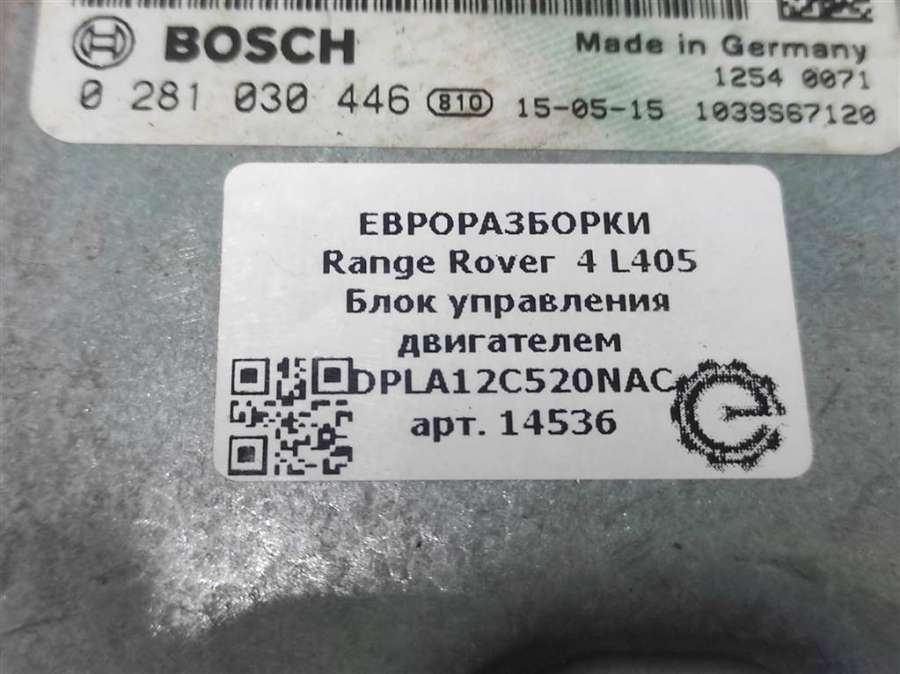 BOSCH
Made in Germany
1254 0071
0 281 030 446 810 15-05-15 1039S67120
ЕВРОРАЗБОРКИ
Range Rover 4 L405
Блок управления
двигателем
DPLA12C520NAC
арт. 14536